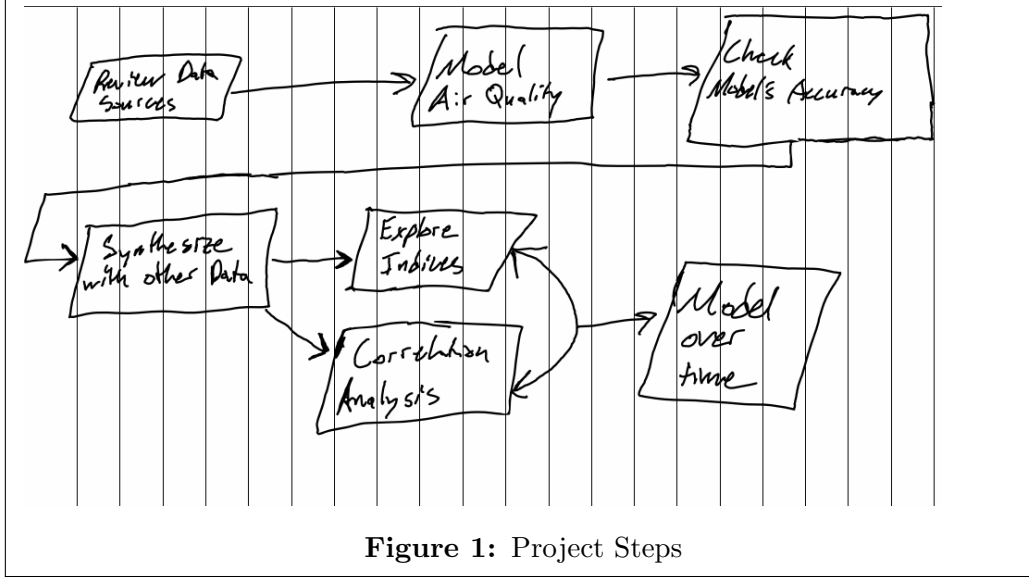 Review Data
Sources
Model
Air Quality
Check
Model's Accuracy
Synthesize
with other Data
Explore
Indices
Correlation
Analysis
Model
over
time
Figure 1: Project Steps